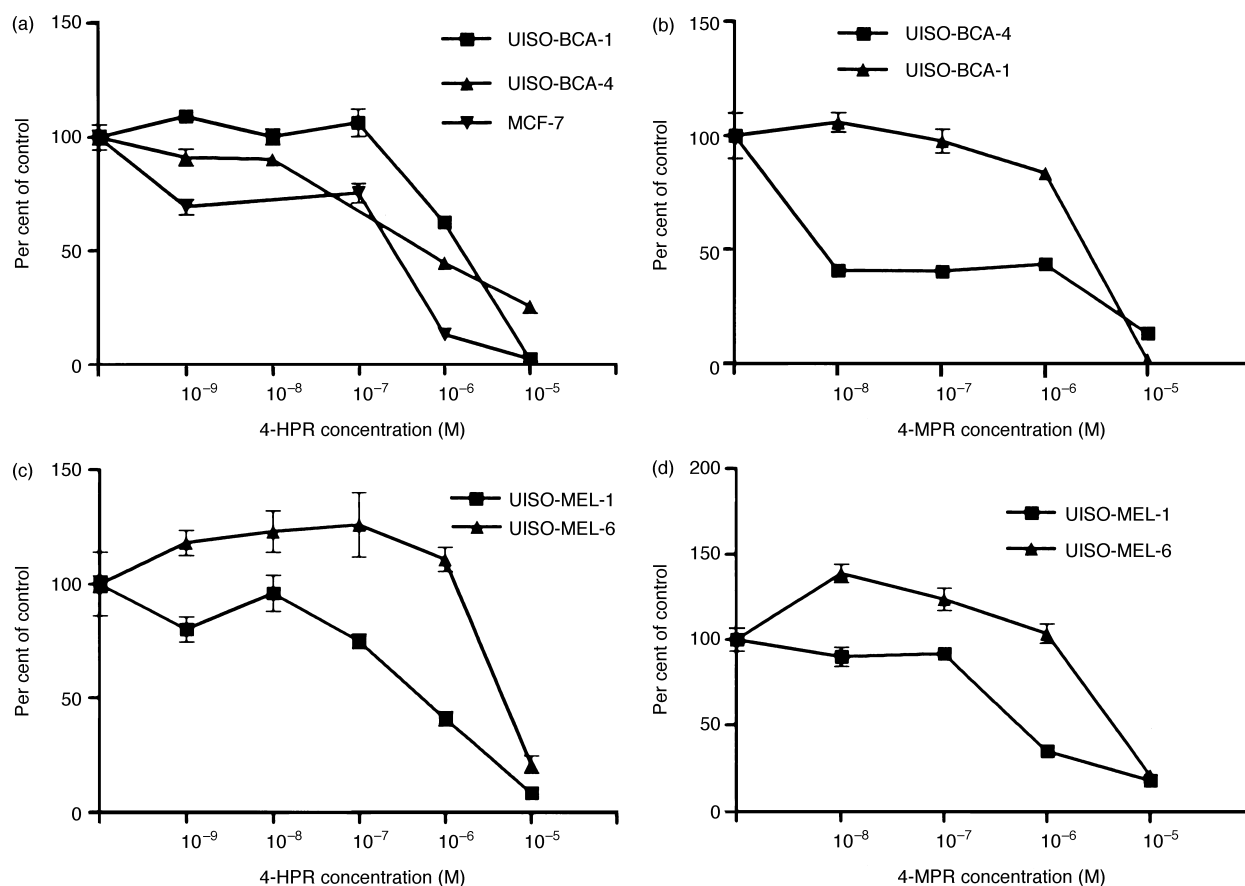 (a)
150
100
50
0
Per cent of control
UISO-BCA-1
UISO-BCA-4
MCF-7
10⁻⁹ 10⁻⁸ 10⁻⁷ 10⁻⁶ 10⁻⁵
4-HPR concentration (M)
(b)
150
100
50
0
Per cent of control
UISO-BCA-4
UISO-BCA-1
10⁻⁸ 10⁻⁷ 10⁻⁶ 10⁻⁵
4-MPR concentration (M)
(c)
150
100
50
0
Per cent of control
UISO-MEL-1
UISO-MEL-6
10⁻⁹ 10⁻⁸ 10⁻⁷ 10⁻⁶ 10⁻⁵
4-HPR concentration (M)
(d)
200
150
100
50
0
Per cent of control
UISO-MEL-1
UISO-MEL-6
10⁻⁸ 10⁻⁷ 10⁻⁶ 10⁻⁵
4-MPR concentration (M)